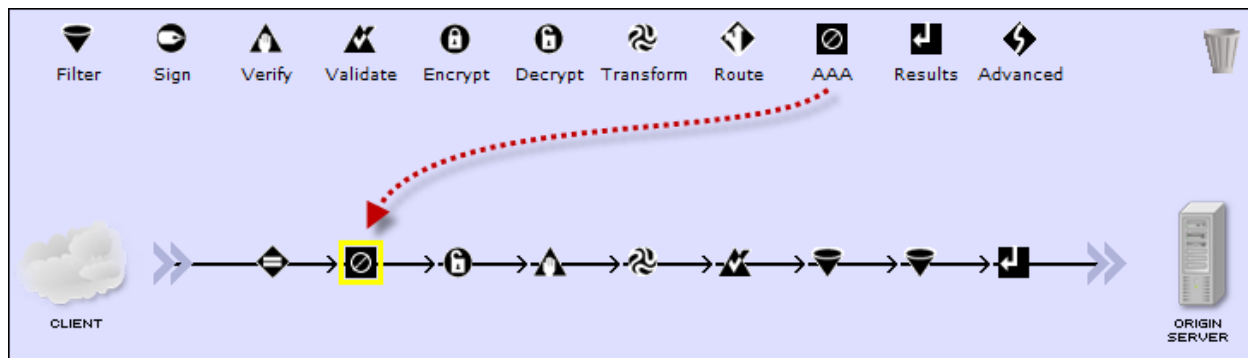 Filter Sign Verify Validate Encrypt Decrypt Transform Route AAA Results Advanced
CLIENT
ORIGIN
SERVER